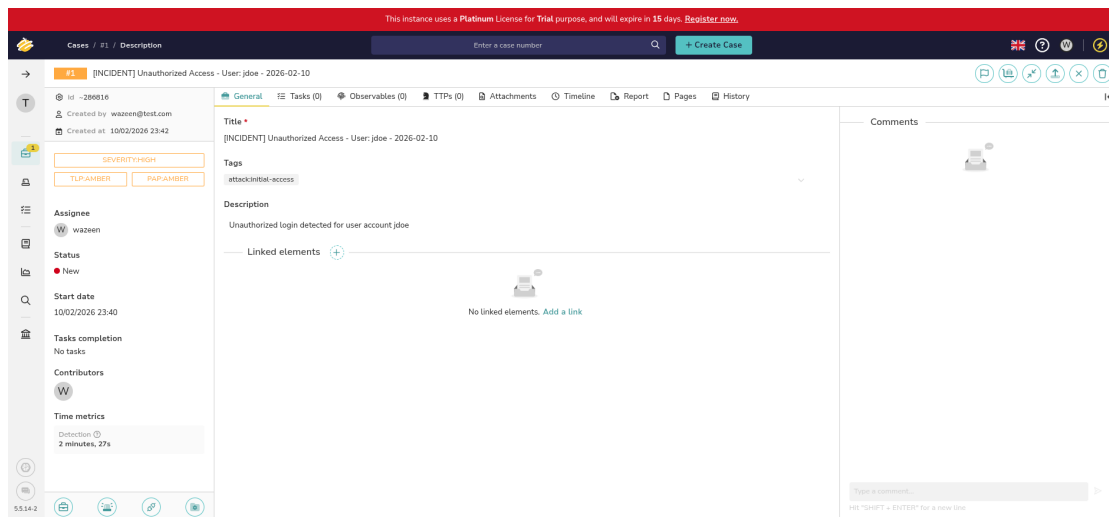 This instance uses a Platinum License for Trial purpose, and will expire in 15 days. Register now.
Cases / #1 / Description
Enter a case number
+ Create Case
W
#1 [INCIDENT] Unauthorized Access - User: jdoe - 2026-02-10
T
Id ~286816
Created by wazeen@test.com
Created at 10/02/2026 23:42
1
SEVERITY:HIGH
TLP:AMBER
PAP:AMBER
Assignee
W wazeen
Status
New
Start date
10/02/2026 23:40
Tasks completion
No tasks
Contributors
W
Time metrics
Detection
2 minutes, 27s
5.5.14-2
General
Tasks (0)
Observables (0)
TTPs (0)
Attachments
Timeline
Report
Pages
History
Title *
[INCIDENT] Unauthorized Access - User: jdoe - 2026-02-10
Tags
attack:initial-access
Description
Unauthorized login detected for user account jdoe
Linked elements
No linked elements. Add a link
Comments
Type a comment...
Hit "SHIFT + ENTER" for a new line